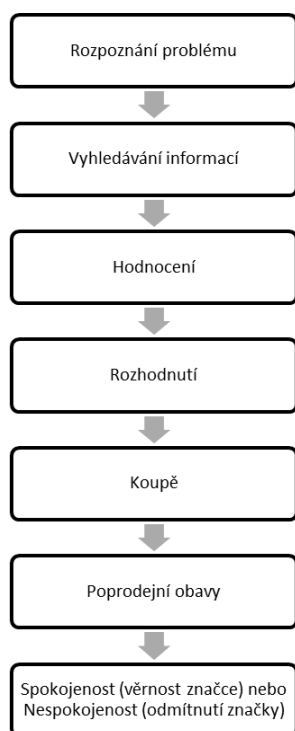 Rozpoznání problému
Vyhledávání informací
Hodnocení
Rozhodnutí
Koupě
Poprodejní obavy
Spokojenost (věrnost značce) nebo
Nespokojenost (odmítnutí značky)